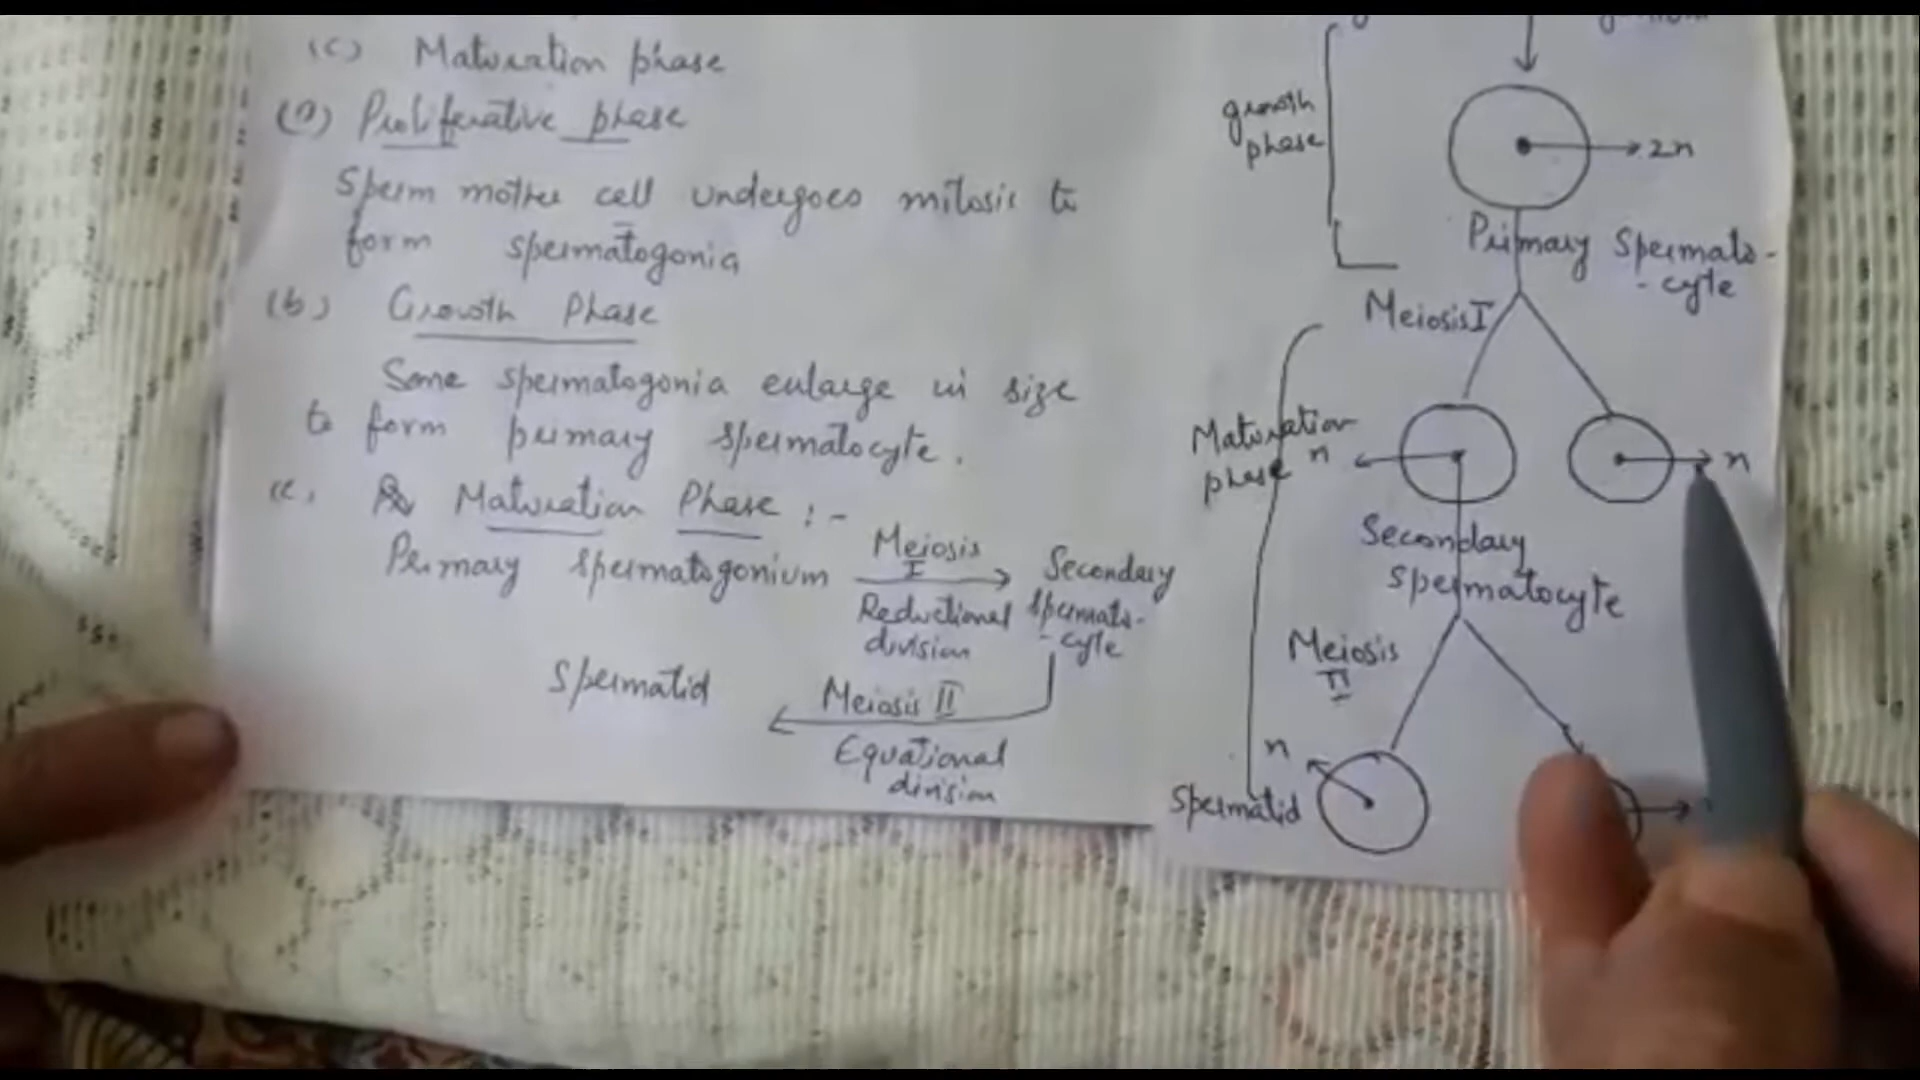 (c) Maturation phase
(a) Proliferative phase
Sperm mother cell undergoes mitosis to
form spermatogonia
(b) Growth Phase
Some spermatogonia enlarge in size
to form primary spermatocyte.
c. Maturation Phase :-
Primary spermatogonium
Meiosis
I
Reductional
division
Secondary
spermato-
-cyte
Meiosis II
Equational
division
Spermatid
growth
phase
2n
Primary Spermato-
-cyte
Meiosis I
Maturation
phase
n
n
Secondary
spermatocyte
Meiosis
II
n
Spermatid